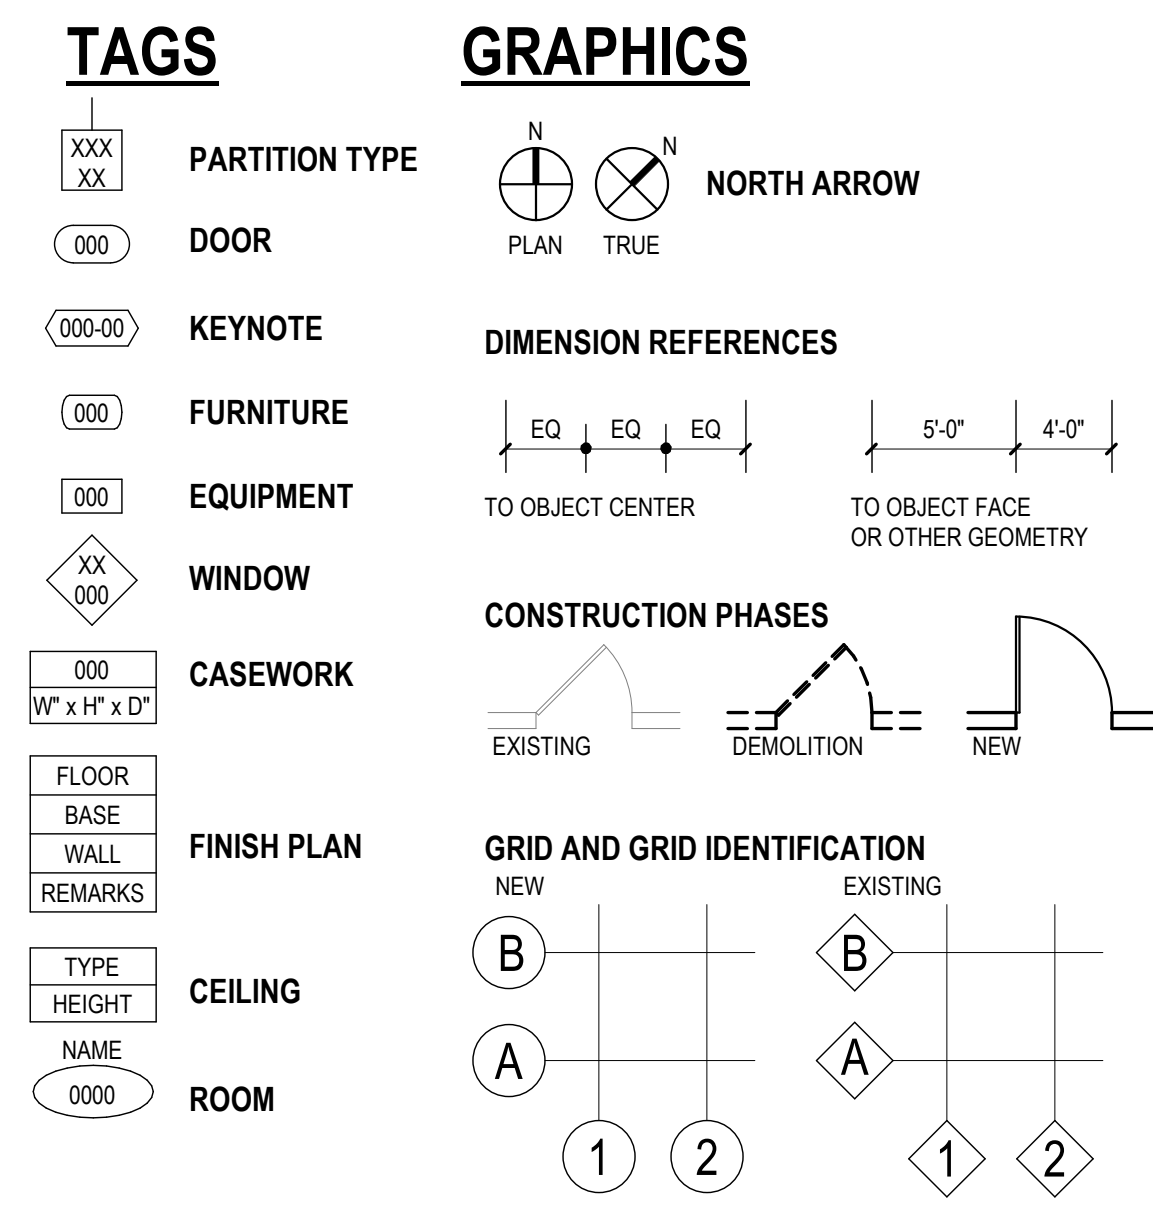 TAGS
XXX
XX
PARTITION TYPE
000
DOOR
000-00
KEYNOTE
000
FURNITURE
000
EQUIPMENT
XX
000
WINDOW
000
W" x H" x D"
CASEWORK
FLOOR
BASE
WALL
REMARKS
FINISH PLAN
TYPE
HEIGHT
CEILING
NAME
0000
ROOM
GRAPHICS
N
N
PLAN
TRUE
NORTH ARROW
DIMENSION REFERENCES
EQ
EQ
EQ
TO OBJECT CENTER
5'-0"
4'-0"
TO OBJECT FACE
OR OTHER GEOMETRY
CONSTRUCTION PHASES
EXISTING
DEMOLITION
NEW
GRID AND GRID IDENTIFICATION
NEW
B
A
1
2
EXISTING
B
A
1
2